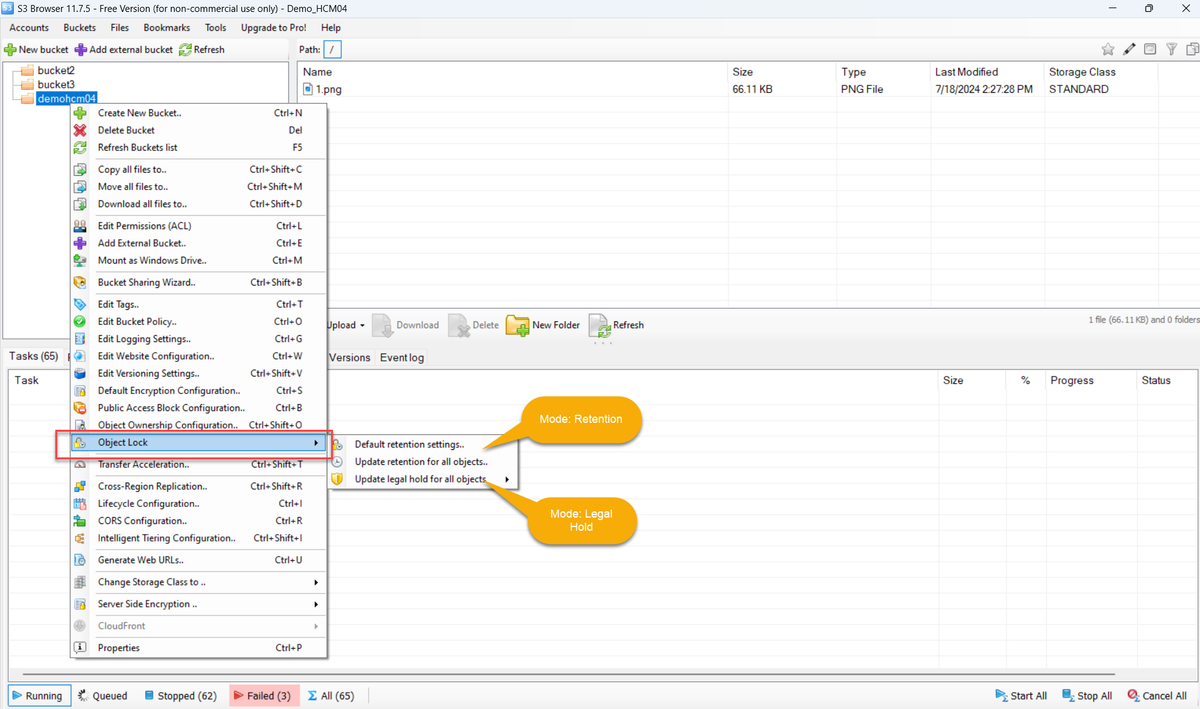 S3 Browser 11.7.5 - Free Version (for non-commercial use only) - Demo_HCM04
Accounts Buckets Files Bookmarks Tools Upgrade to Pro! Help
New bucket Add external bucket Refresh
Path: /
bucket2
bucket3
demohcm04
Name Size Type Last Modified Storage Class
1.png 66.11 KB PNG File 7/18/2024 2:27:28 PM STANDARD
Create New Bucket.. Ctrl+N
Delete Bucket Del
Refresh Buckets list F5
Copy all files to.. Ctrl+Shift+C
Move all files to.. Ctrl+Shift+M
Download all files to.. Ctrl+Shift+D
Edit Permissions (ACL) Ctrl+L
Add External Bucket.. Ctrl+E
Mount as Windows Drive.. Ctrl+M
Bucket Sharing Wizard.. Ctrl+Shift+B
Edit Tags.. Ctrl+T
Edit Bucket Policy.. Ctrl+O
Edit Logging Settings.. Ctrl+G
Edit Website Configuration.. Ctrl+W
Edit Versioning Settings.. Ctrl+Shift+V
Default Encryption Configuration.. Ctrl+S
Public Access Block Configuration.. Ctrl+B
Object Ownership Configuration.. Ctrl+Shift+O
Object Lock
Transfer Acceleration.. Ctrl+Shift+T
Cross-Region Replication.. Ctrl+Shift+R
Lifecycle Configuration.. Ctrl+I
CORS Configuration.. Ctrl+R
Intelligent Tiering Configuration.. Ctrl+Shift+I
Generate Web URLs.. Ctrl+U
Change Storage Class to ..
Server Side Encryption ..
CloudFront
Properties Ctrl+P
Default retention settings..
Update retention for all objects..
Update legal hold for all objects
Mode: Retention
Mode: Legal
Hold
Upload Download Delete New Folder Refresh
1 file (66.11 KB) and 0 folders
Tasks (65) Versions Event log
Task Size % Progress Status
Running Queued Stopped (62) Failed (3) All (65) Start All Stop All Cancel All